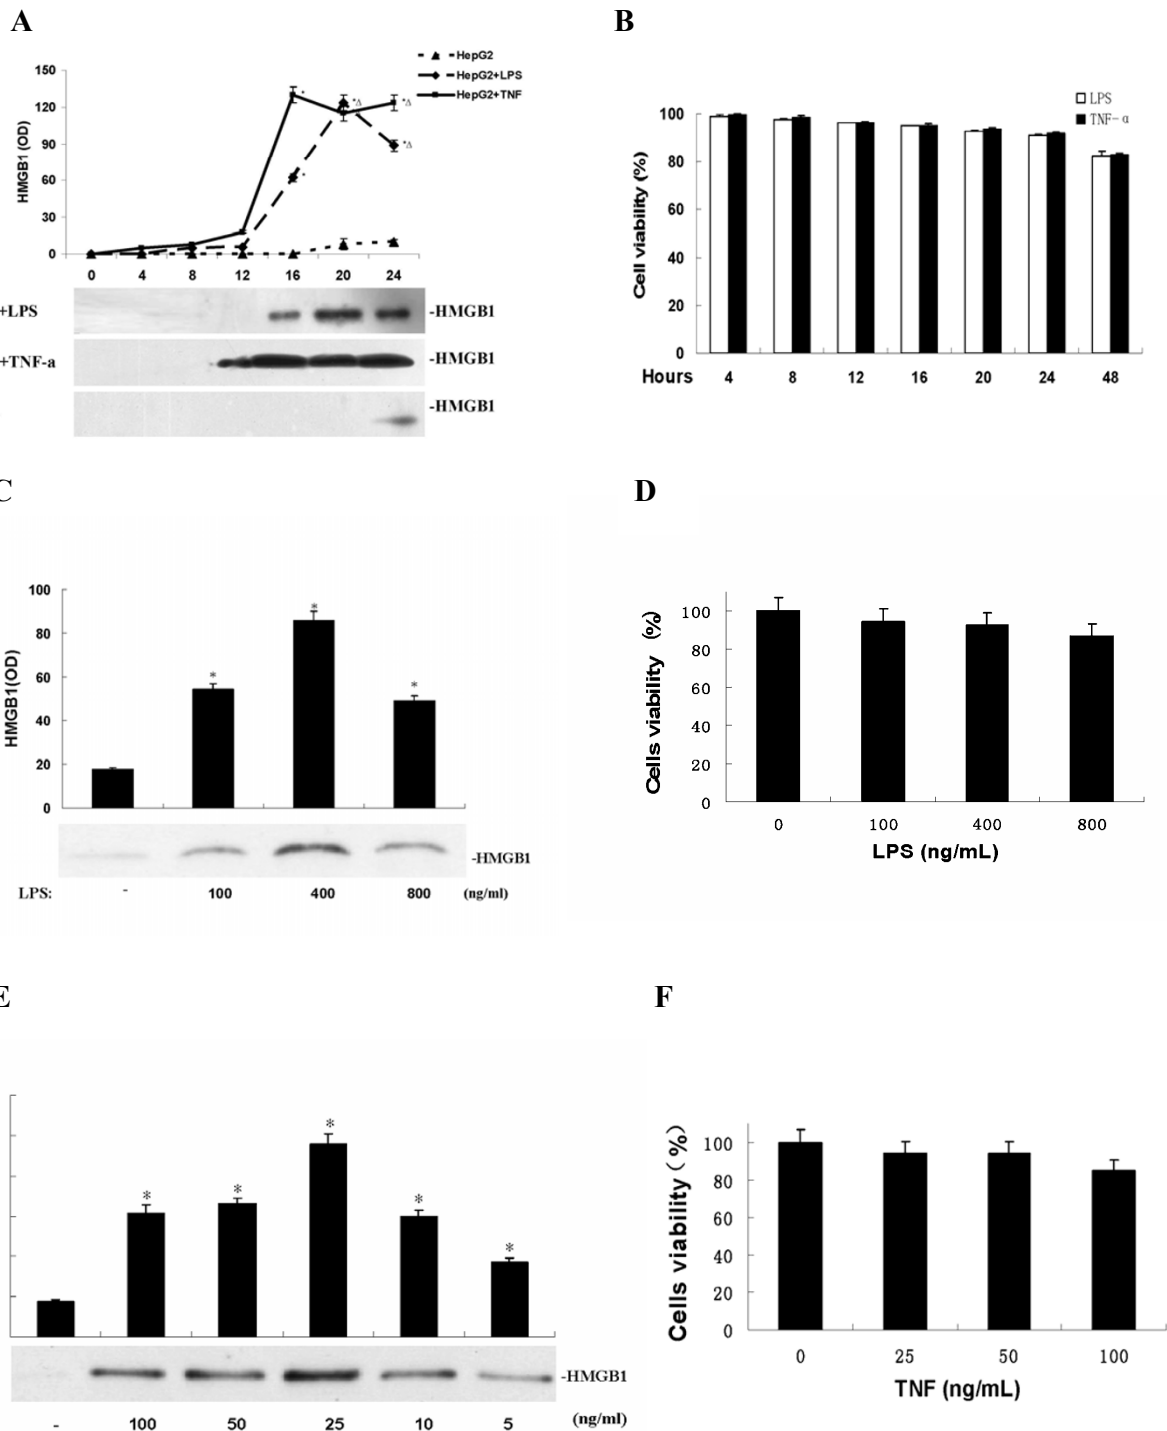 A
HepG2
HepG2+LPS
HepG2+TNF
HMGB1 (OD)
150
120
90
60
30
0
0 4 8 12 16 20 24
*
*Δ
*Δ
*Δ
*
+LPS -HMGB1
+TNF-a -HMGB1
-HMGB1
B
LPS
TNF-α
Cell viability (%)
100
80
60
40
20
0
Hours 4 8 12 16 20 24 48
C
HMGB1(OD)
100
80
60
40
20
0
* * *
-HMGB1
LPS: - 100 400 800 (ng/ml)
D
Cells viability (%)
100
80
60
40
20
0
0 100 400 800
LPS (ng/mL)
E
* * * * *
-HMGB1
- 100 50 25 10 5 (ng/ml)
F
Cells viability (%)
100
80
60
40
20
0
0 25 50 100
TNF (ng/mL)